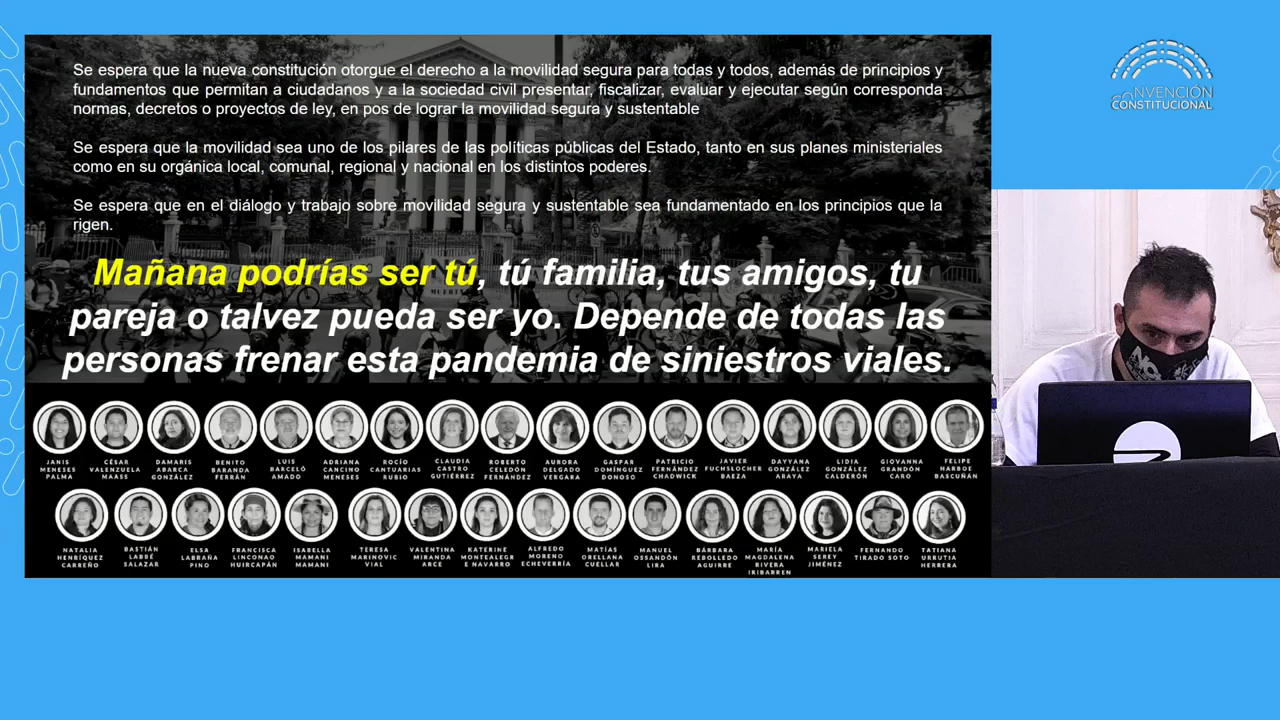 Se espera que la nueva constitución otorgue el derecho a la movilidad segura para todas y todos, además de principios y
fundamentos que permitan a ciudadanos y a la sociedad civil presentar, fiscalizar, evaluar y ejecutar según corresponda
normas, decretos o proyectos de ley, en pos de lograr la movilidad segura y sustentable
Se espera que la movilidad sea uno de los pilares de las políticas públicas del Estado, tanto en sus planes ministeriales
como en su orgánica local, comunal, regional y nacional en los distintos poderes.
Se espera que en el diálogo y trabajo sobre movilidad segura y sustentable sea fundamentado en los principios que la
rigen.
Mañana podrías ser tú, tú familia, tus amigos, tu
pareja o talvez pueda ser yo. Depende de todas las
personas frenar esta pandemia de siniestros viales.
JANIS
MENESES
PALMA
CÉSAR
VALENZUELA
MAASS
DAMARIS
ABARCA
GONZÁLEZ
BENITO
BARANDA
FERRÁN
LUIS
BARCELÓ
AMADO
ADRIANA
CANCINO
MENESES
ROCÍO
CANTUARIAS
RUBIO
CLAUDIA
CASTRO
GUTIÉRREZ
ROBERTO
CELEDÓN
FERNÁNDEZ
AURORA
DELGADO
VERGARA
GASPAR
DOMÍNGUEZ
DONOSO
PATRICIO
FERNÁNDEZ
CHADWICK
JAVIER
FUCHSLOCHER
BAEZA
DAYYANA
GONZÁLEZ
ARAYA
LIDIA
GONZÁLEZ
CALDERÓN
GIOVANNA
GRANDÓN
CARO
FELIPE
HARBOE
BASCUÑÁN
NATALIA
HENRÍQUEZ
CARREÑO
BASTIÁN
LABBÉ
SALAZAR
ELSA
LABRAÑA
PINO
FRANCISCA
LINCONAO
HUIRCAPÁN
ISABELLA
MAMANI
MAMANI
TERESA
MARINOVIC
VIAL
VALENTINA
MIRANDA
ARCE
KATERINE
MONTEALEGR
E NAVARRO
ALFREDO
MORENO
ECHEVERRÍA
MATÍAS
ORELLANA
CUELLAR
MANUEL
OSSANDÓN
LIRA
BÁRBARA
REBOLLEDO
AGUIRRE
MARÍA
MAGDALENA
RIVERA
IRIBARREN
MARIELA
SEREY
JIMÉNEZ
FERNANDO
TIRADO SOTO
TATIANA
URRUTIA
HERRERA
CONVENCIÓN
CONSTITUCIONAL